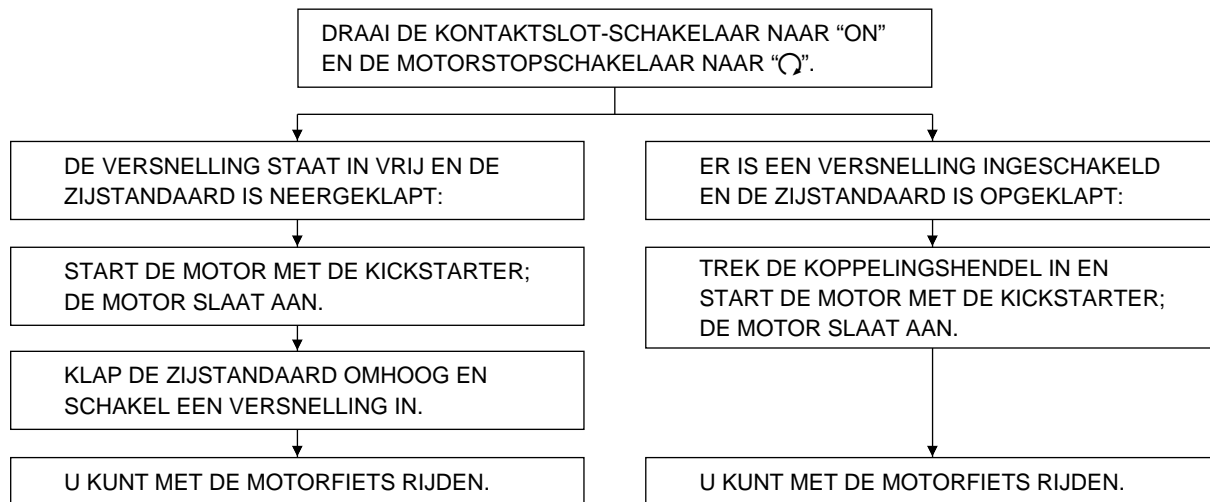 DRAAI DE KONTAKTSLOT-SCHAKELAAR NAAR “ON”
EN DE MOTORSTOPSCHAKELAAR NAAR “”.
DE VERSNELLING STAAT IN VRIJ EN DE
ZIJSTANDAARD IS NEERGEKLAPT:
START DE MOTOR MET DE KICKSTARTER;
DE MOTOR SLAAT AAN.
KLAP DE ZIJSTANDAARD OMHOOG EN
SCHAKEL EEN VERSNELLING IN.
U KUNT MET DE MOTORFIETS RIJDEN.
ER IS EEN VERSNELLING INGESCHAKELD
EN DE ZIJSTANDAARD IS OPGEKLAPT:
TREK DE KOPPELINGSHENDEL IN EN
START DE MOTOR MET DE KICKSTARTER;
DE MOTOR SLAAT AAN.
U KUNT MET DE MOTORFIETS RIJDEN.